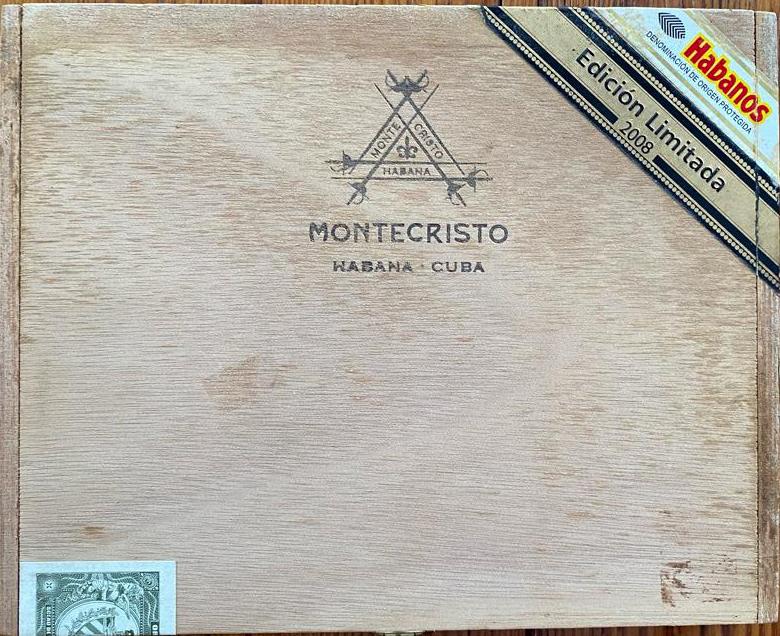 Habanos
DENOMINACIÓN DE ORIGEN PROTEGIDA
Edición Limitada
2008
MONTE CRISTO
HABANA
MONTECRISTO
HABANA · CUBA